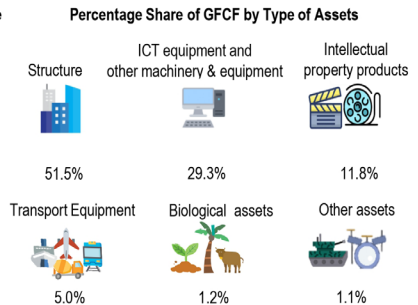 e
Percentage Share of GFCF by Type of Assets
Structure
ICT equipment and
other machinery & equipment
Intellectual
property products
51.5%
29.3%
11.8%
Transport Equipment
Biological assets
Other assets
5.0%
1.2%
1.1%